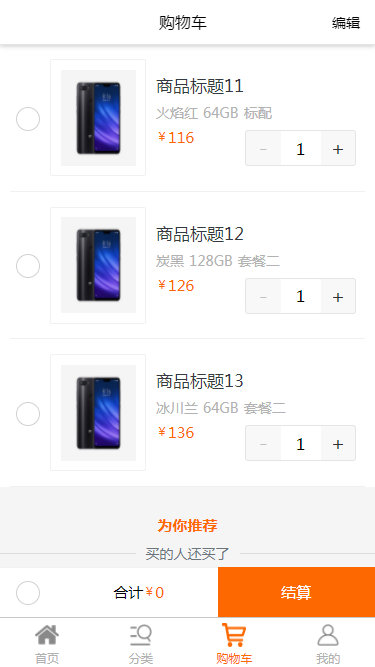 购物车 编辑
商品标题11
火焰红 64GB 标配
¥116
- 1 +
商品标题12
炭黑 128GB 套餐二
¥126
- 1 +
商品标题13
冰川兰 64GB 套餐二
¥136
- 1 +
为你推荐
买的人还买了
合计¥0 结算
首页 分类 购物车 我的